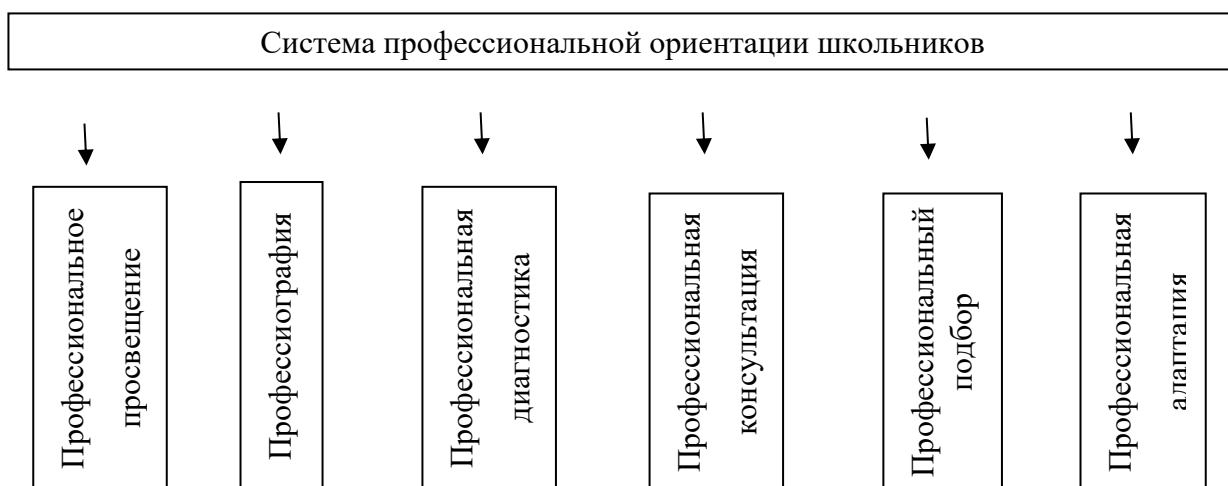 Система профессиональной ориентации школьников
Профессиональное
просвещение
Профессиография
Профессиональная
диагностика
Профессиональная
консультация
Профессиональный
подбор
Профессиональная
адаптация